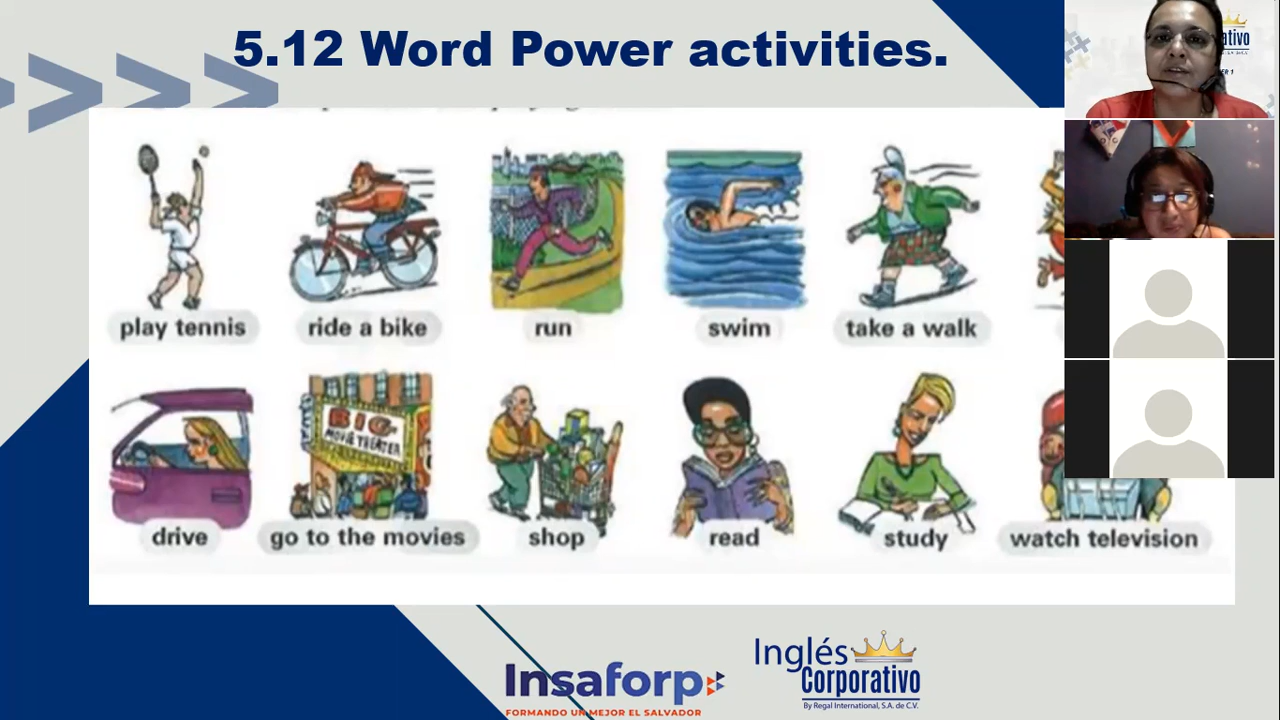 5.12 Word Power activities.
play tennis
ride a bike
run
swim
take a walk
drive
go to the movies
shop
read
study
watch television
BIG
MOVIE THEATER
Insaforp
FORMANDO UN MEJOR EL SALVADOR
Inglés
Corporativo
By Regal International, S.A. de C.V.